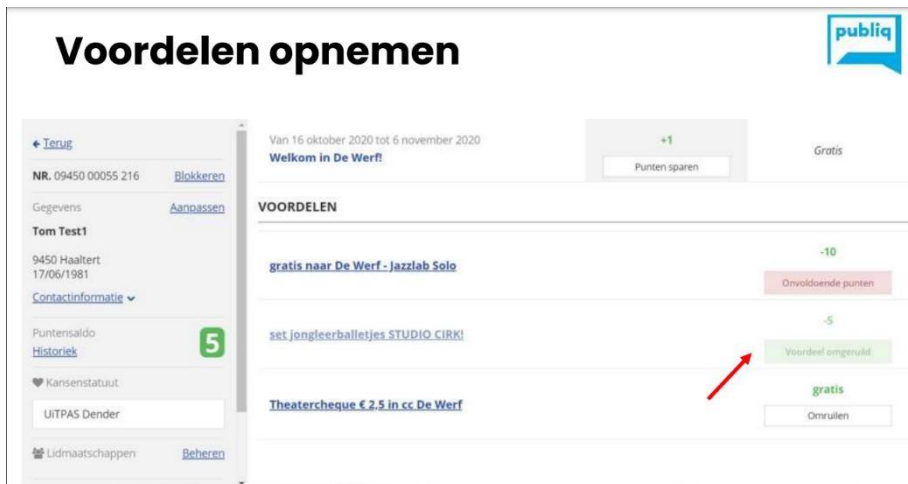 Voordelen opnemen
publiq
← Terug
NR. 09450 00055 216 Blokkeren
Gegevens Aanpassen
Tom Test1
9450 Haaltert
17/06/1981
Contactinformatie
Puntensaldo
Historiek
5
Kansenstatuut
UiTPAS Dender
Lidmaatschappen Beheren
Van 16 oktober 2020 tot 6 november 2020
Welkom in De Werf!
+1
Punten sparen
Gratis
VOORDELEN
gratis naar De Werf - Jazzlab Solo
-10
Onvoldoende punten
set jongleerballetjes STUDIO CIRK!
-5
Voordeel omgeruild
Theatercheque € 2,5 in cc De Werf
gratis
Omruilen